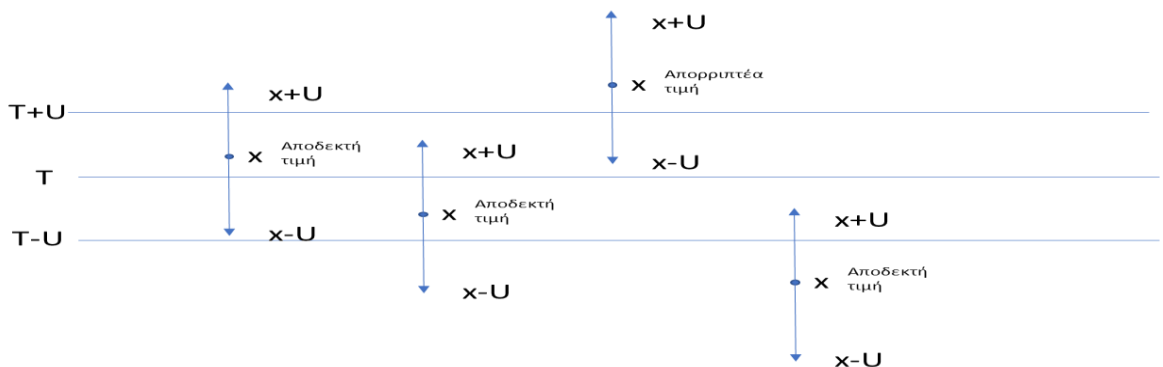 x+U
x Απορριπτέα
τιμή
x+U
T+U
x Αποδεκτή
τιμή
x+U
x-U
T
x Αποδεκτή
τιμή
x+U
x-U
T-U
x Αποδεκτή
τιμή
x-U
x-U